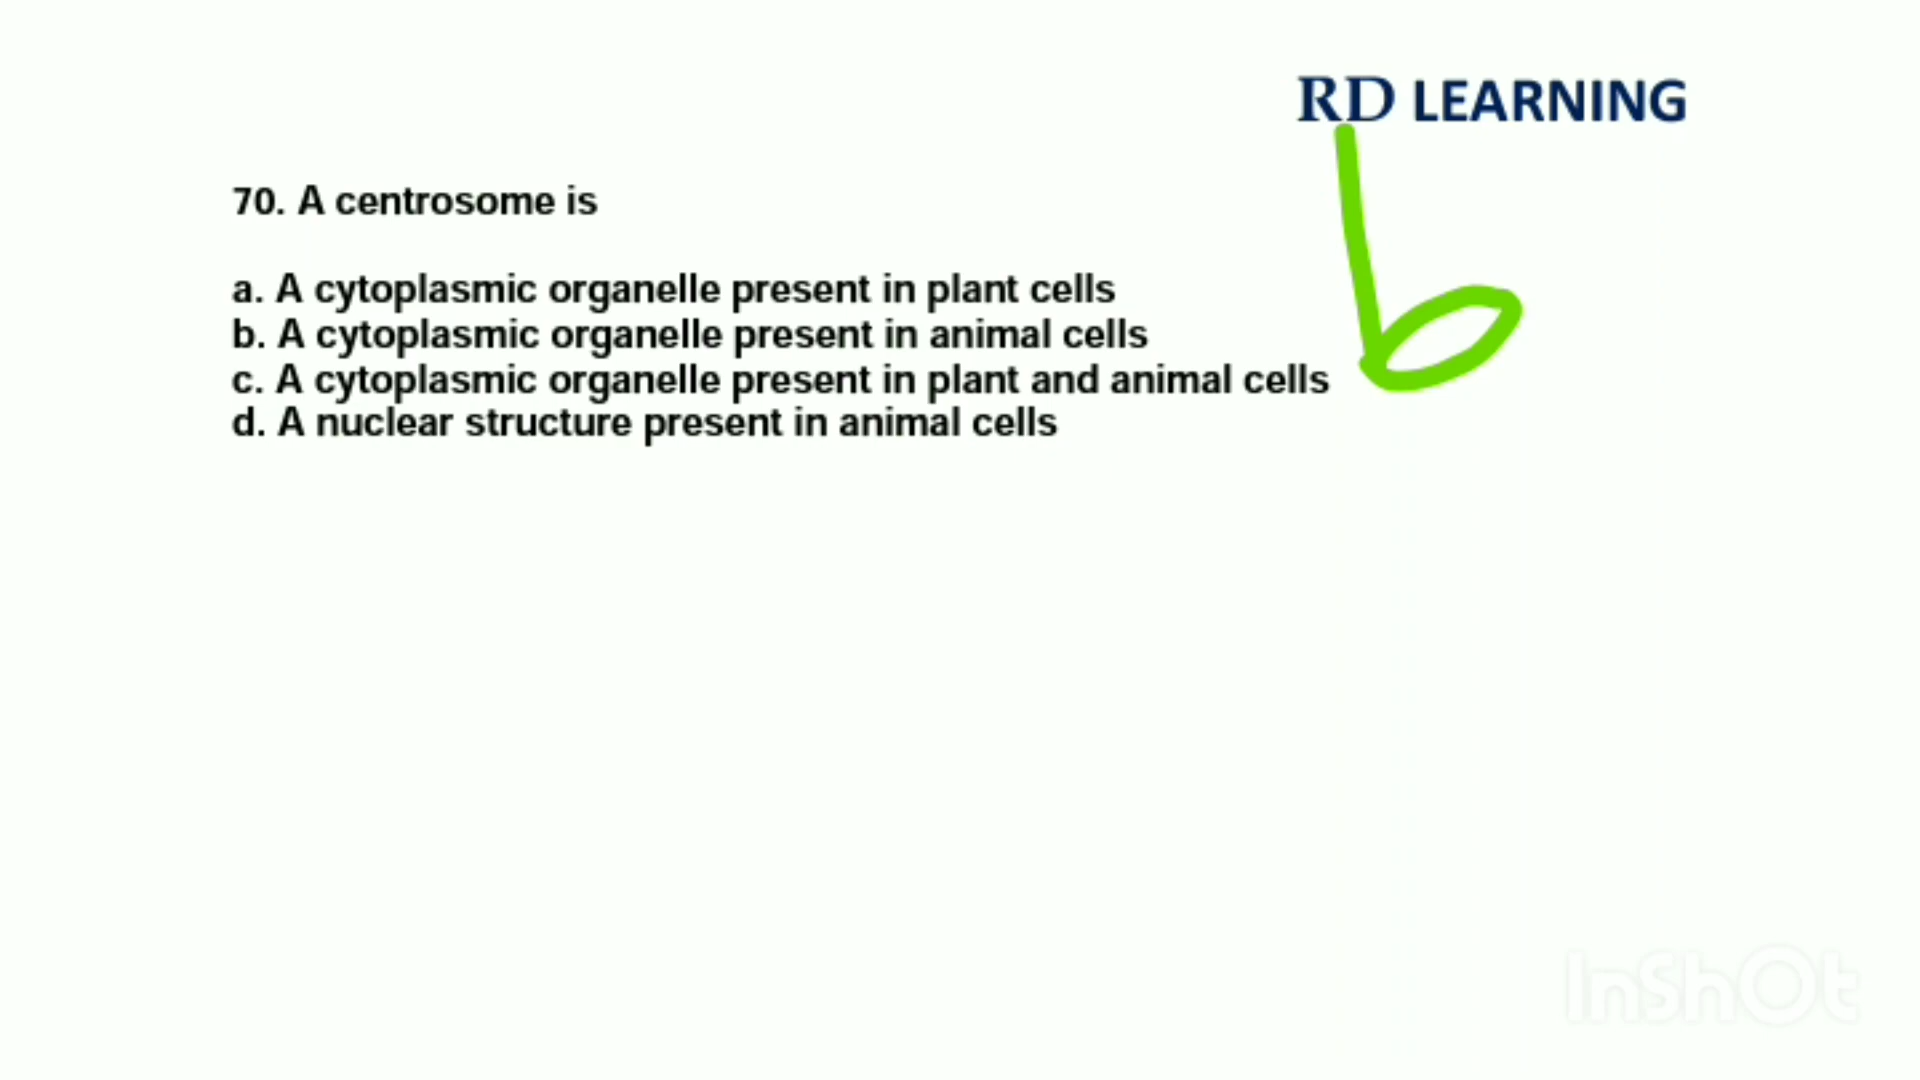 RD LEARNING
70. A centrosome is
a. A cytoplasmic organelle present in plant cells
b. A cytoplasmic organelle present in animal cells
c. A cytoplasmic organelle present in plant and animal cells
d. A nuclear structure present in animal cells
b
InShOt